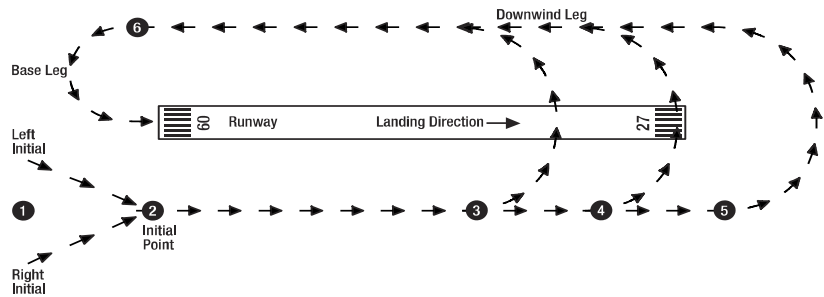 Downwind Leg
6
Base Leg
09
Runway
Landing Direction
27
Left
Initial
1
2
3
4
5
Initial
Point
Right
Initial